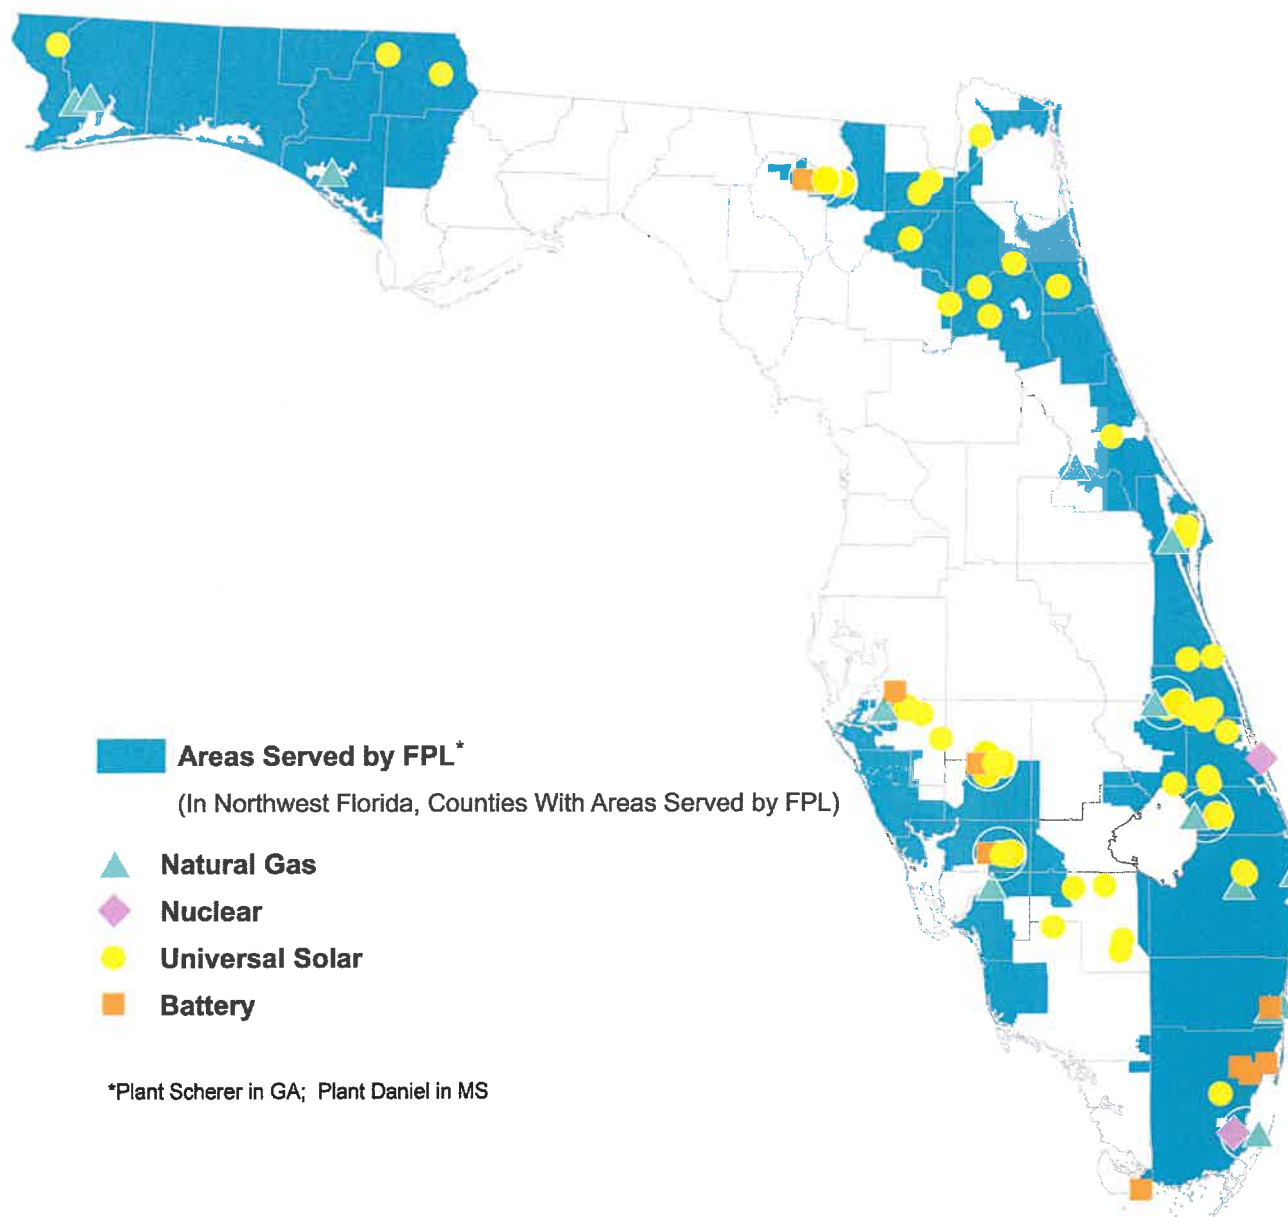 Areas Served by FPL*
(In Northwest Florida, Counties With Areas Served by FPL)
Natural Gas
Nuclear
Universal Solar
Battery
*Plant Scherer in GA; Plant Daniel in MS